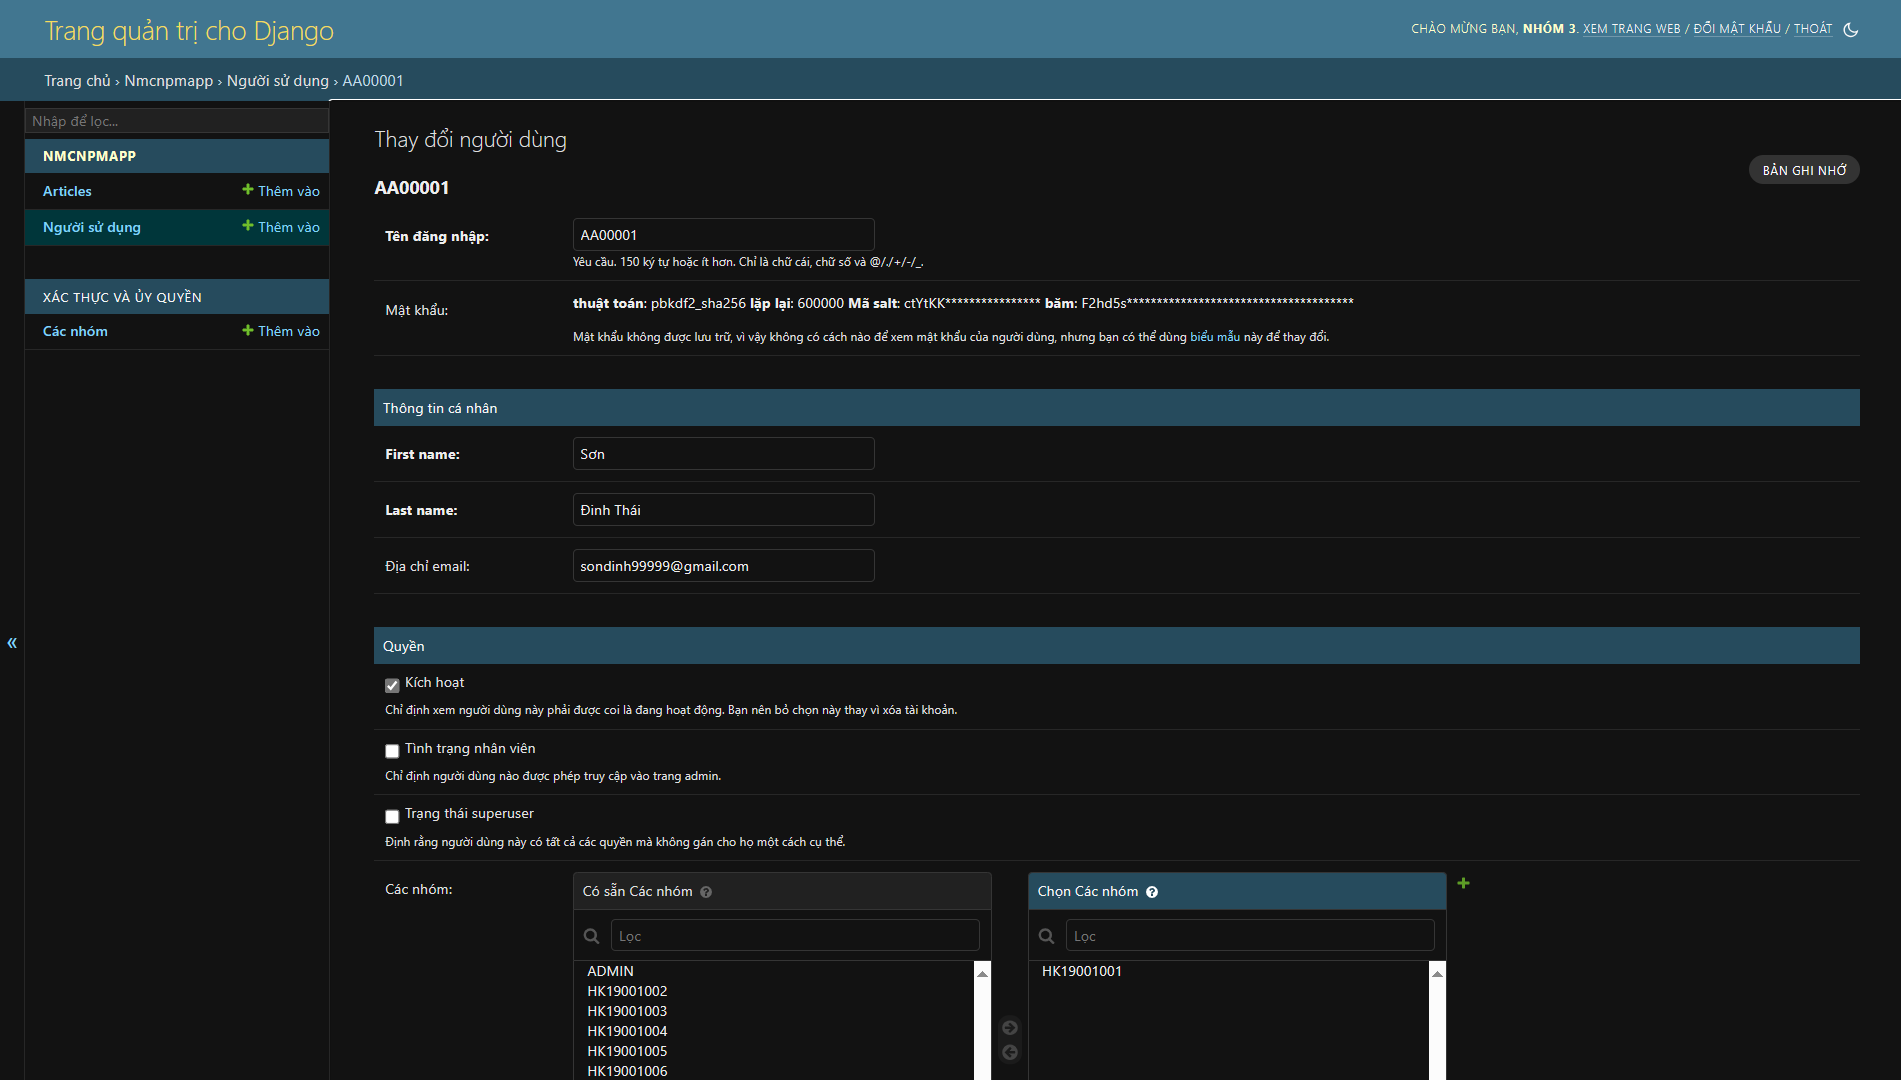 Trang quản trị cho Django
CHÀO MỪNG BẠN, NHÓM 3. XEM TRANG WEB / ĐỔI MẬT KHẨU / THOÁT
Trang chủ › Nmcnpmapp › Người sử dụng › AA00001
Nhập để lọc...
NMCNPMAPP
Articles
Thêm vào
Người sử dụng
Thêm vào
XÁC THỰC VÀ ỦY QUYỀN
Các nhóm
Thêm vào
«
Thay đổi người dùng
BẢN GHI NHỚ
AA00001
Tên đăng nhập:
AA00001
Yêu cầu. 150 ký tự hoặc ít hơn. Chỉ là chữ cái, chữ số và @/./+/-/_.
Mật khẩu:
thuật toán: pbkdf2_sha256 lặp lại: 600000 Mã salt: ctYtKK**************** băm: F2hd5s**************************************
Mật khẩu không được lưu trữ, vì vậy không có cách nào để xem mật khẩu của người dùng, nhưng bạn có thể dùng biểu mẫu này để thay đổi.
Thông tin cá nhân
First name:
Sơn
Last name:
Đinh Thái
Địa chỉ email:
sondinh99999@gmail.com
Quyền
Kích hoạt
Chỉ định xem người dùng này phải được coi là đang hoạt động. Bạn nên bỏ chọn này thay vì xóa tài khoản.
Tình trạng nhân viên
Chỉ định người dùng nào được phép truy cập vào trang admin.
Trạng thái superuser
Định rằng người dùng này có tất cả các quyền mà không gán cho họ một cách cụ thể.
Các nhóm:
Có sẵn Các nhóm
Lọc
ADMIN
HK19001002
HK19001003
HK19001004
HK19001005
HK19001006
Chọn Các nhóm
Lọc
HK19001001